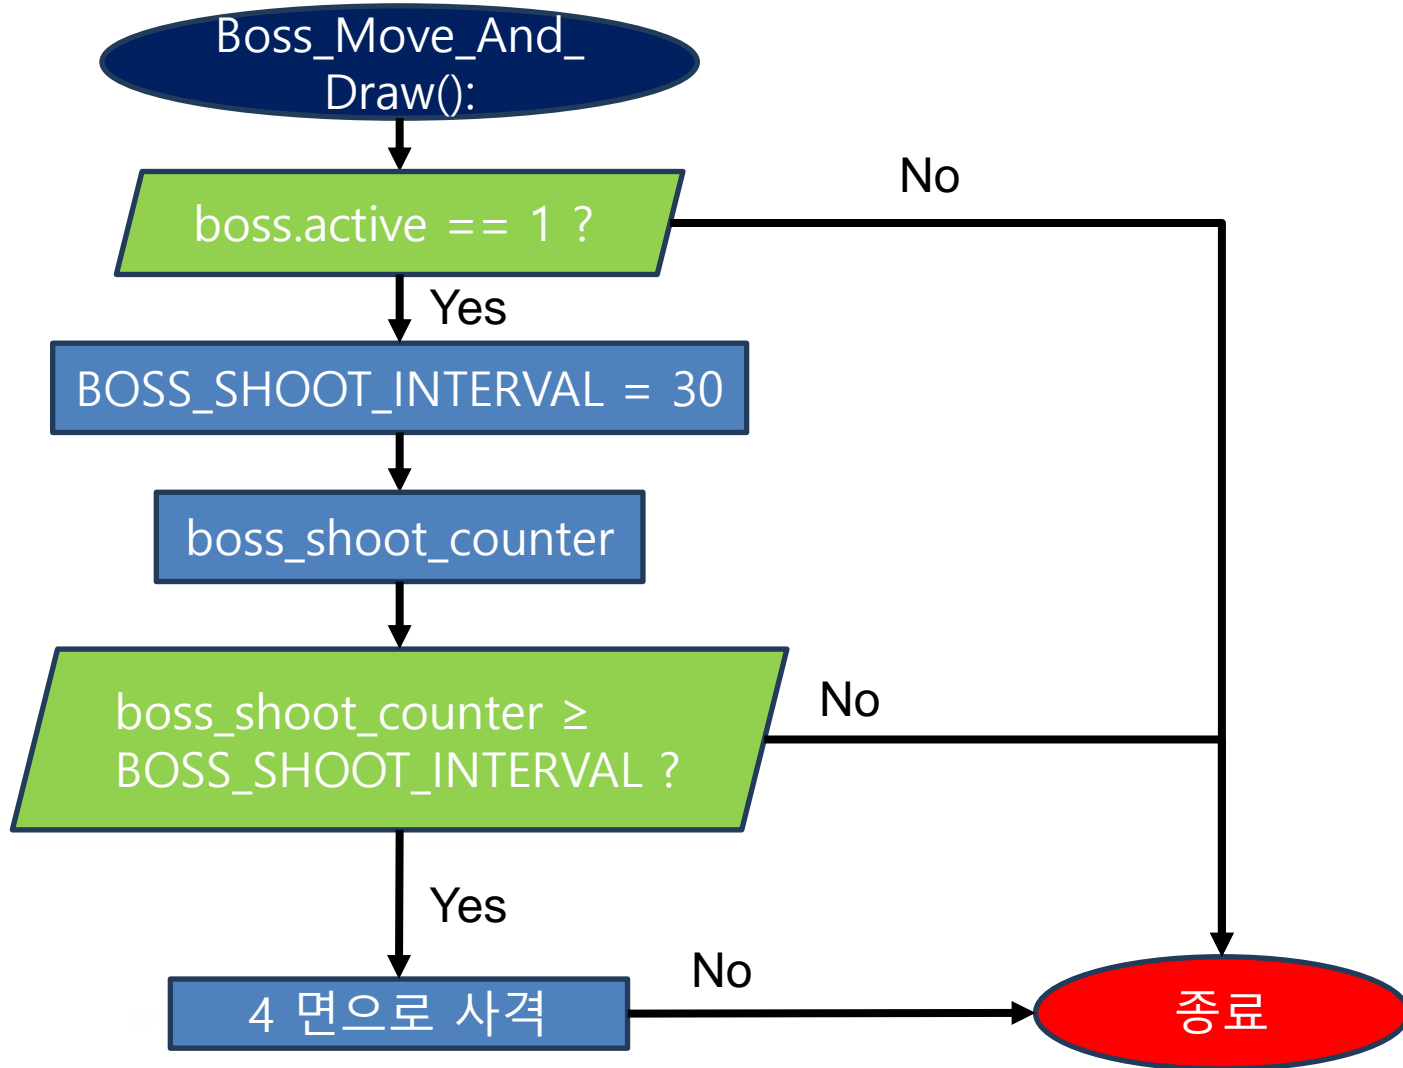 Boss_Move_And_
Draw():
No
boss.active == 1 ?
Yes
BOSS_SHOOT_INTERVAL = 30
boss_shoot_counter
boss_shoot_counter ≥
BOSS_SHOOT_INTERVAL ?
No
Yes
4 면으로 사격
No
종료